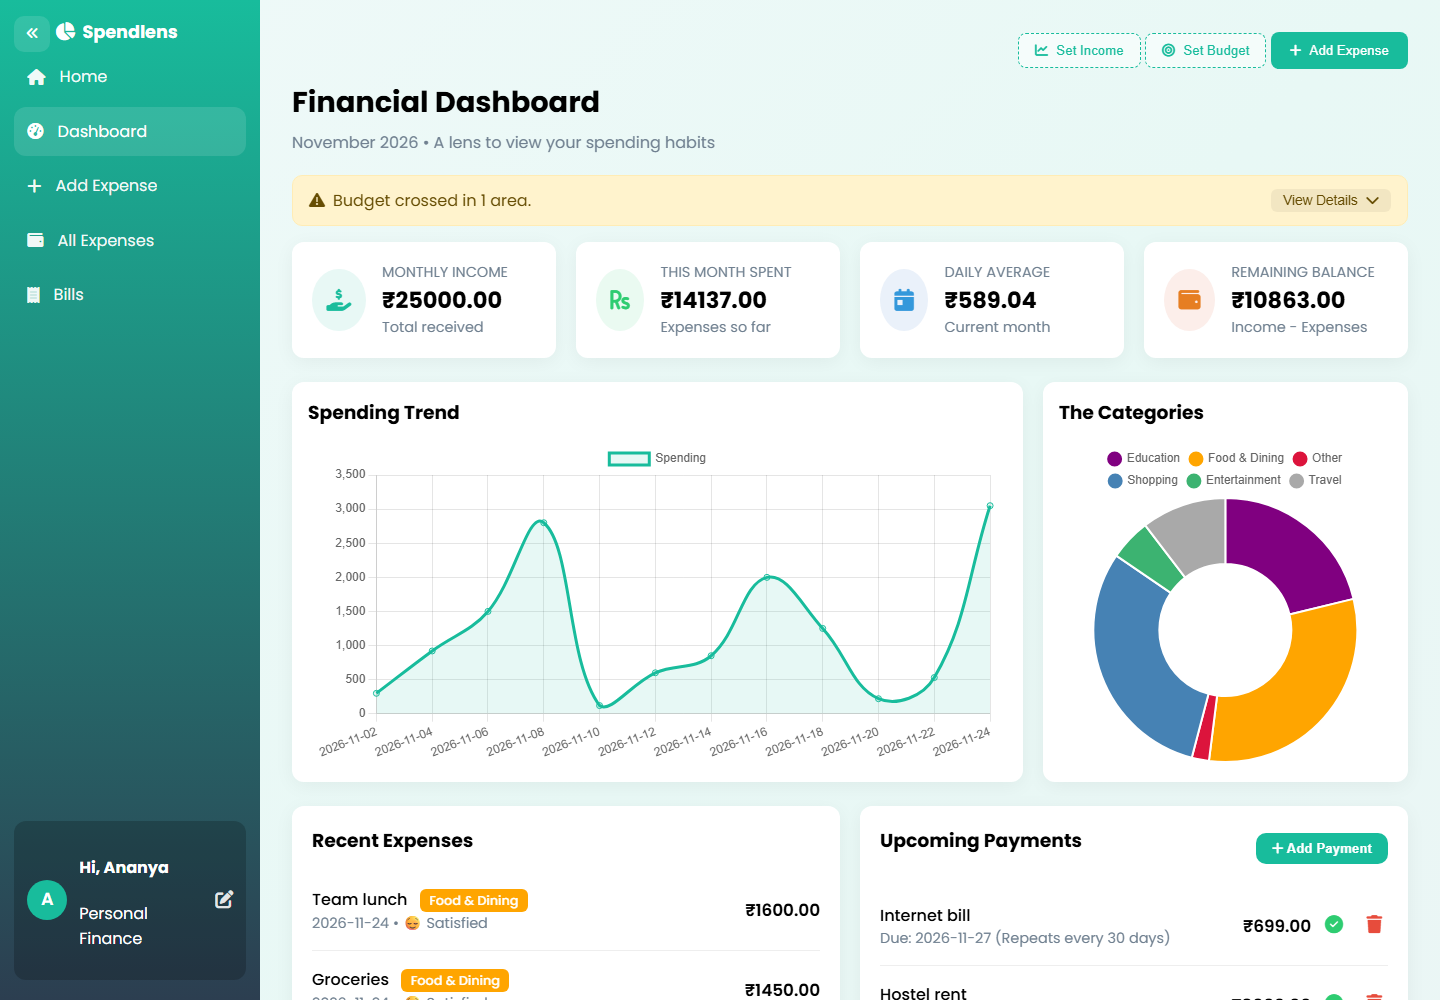 Spendlens
Home
Dashboard
Add Expense
All Expenses
Bills
Hi, Ananya
A
Personal
Finance
Set Income
Set Budget
Add Expense
Financial Dashboard
November 2026 • A lens to view your spending habits
Budget crossed in 1 area.
View Details
MONTHLY INCOME
₹25000.00
Total received
THIS MONTH SPENT
Rs
₹14137.00
Expenses so far
DAILY AVERAGE
₹589.04
Current month
REMAINING BALANCE
₹10863.00
Income - Expenses
Spending Trend
Spending
3,500
3,000
2,500
2,000
1,500
1,000
500
0
2026-11-02
2026-11-04
2026-11-06
2026-11-08
2026-11-10
2026-11-12
2026-11-14
2026-11-16
2026-11-18
2026-11-20
2026-11-22
2026-11-24
The Categories
Education
Food & Dining
Other
Shopping
Entertainment
Travel
Recent Expenses
Team lunch Food & Dining
2026-11-24 • Satisfied
₹1600.00
Groceries Food & Dining
₹1450.00
Upcoming Payments
Add Payment
Internet bill
Due: 2026-11-27 (Repeats every 30 days)
₹699.00
Hostel rent